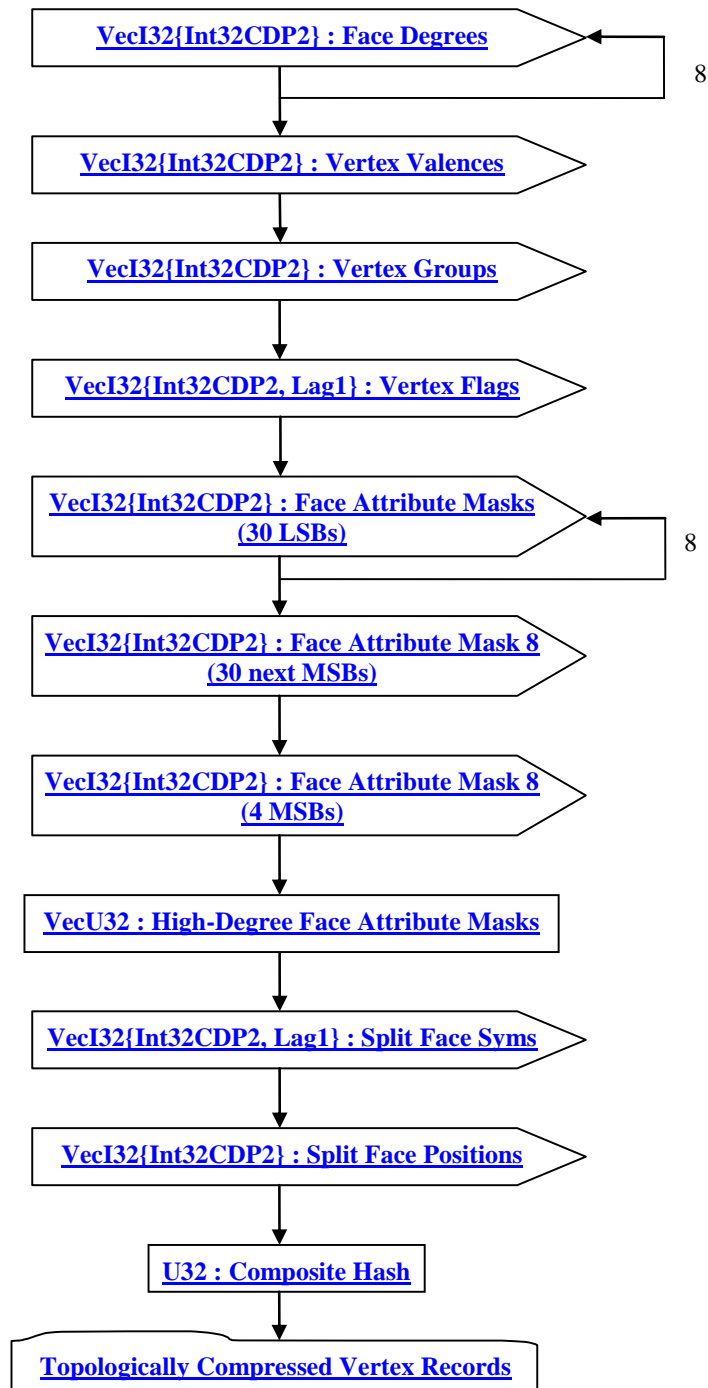 VecI32{Int32CDP2} : Face Degrees
8
VecI32{Int32CDP2} : Vertex Valences
VecI32{Int32CDP2} : Vertex Groups
VecI32{Int32CDP2, Lag1} : Vertex Flags
VecI32{Int32CDP2} : Face Attribute Masks
(30 LSBs)
8
VecI32{Int32CDP2} : Face Attribute Mask 8
(30 next MSBs)
VecI32{Int32CDP2} : Face Attribute Mask 8
(4 MSBs)
VecU32 : High-Degree Face Attribute Masks
VecI32{Int32CDP2, Lag1} : Split Face Syms
VecI32{Int32CDP2} : Split Face Positions
U32 : Composite Hash
Topologically Compressed Vertex Records